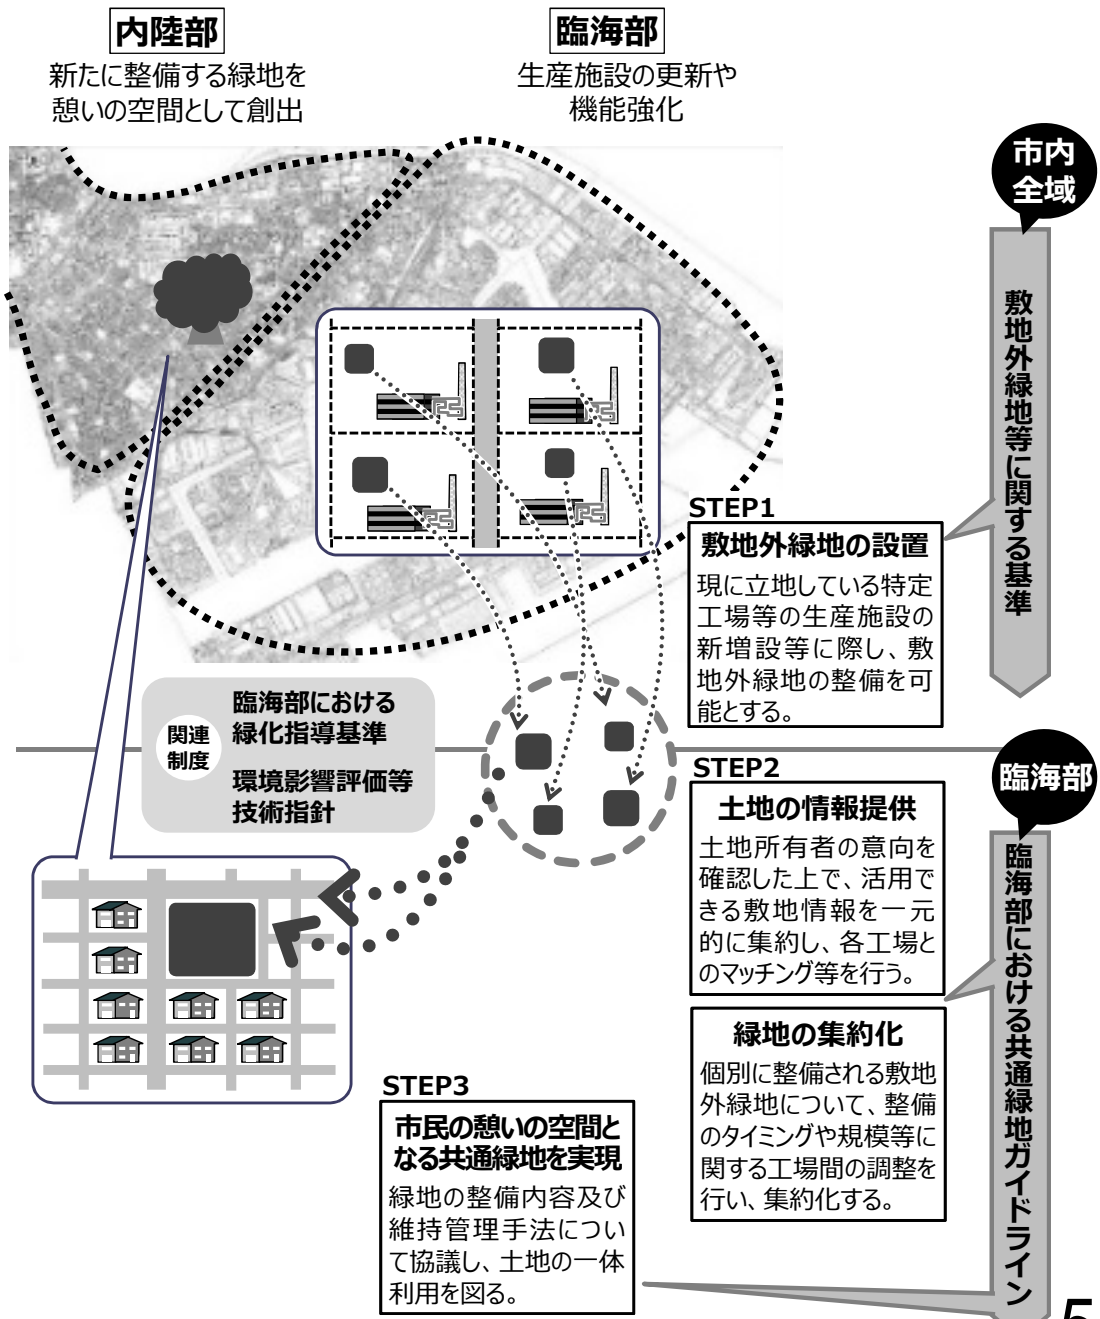 内陸部
新たに整備する緑地を
憩いの空間として創出
臨海部
生産施設の更新や
機能強化
市内
全域
敷地外緑地等に関する基準
STEP1
敷地外緑地の設置
現に立地している特定
工場等の生産施設の
新増設等に際し、敷
地外緑地の整備を可
能とする。
関連
制度
臨海部における
緑化指導基準
環境影響評価等
技術指針
臨海部
臨海部における共通緑地ガイドライン
STEP2
土地の情報提供
土地所有者の意向を
確認した上で、活用で
きる敷地情報を一元
的に集約し、各工場と
のマッチング等を行う。
緑地の集約化
個別に整備される敷地
外緑地について、整備
のタイミングや規模等に
関する工場間の調整を
行い、集約化する。
STEP3
市民の憩いの空間と
なる共通緑地を実現
緑地の整備内容及び
維持管理手法につい
て協議し、土地の一体
利用を図る。
5